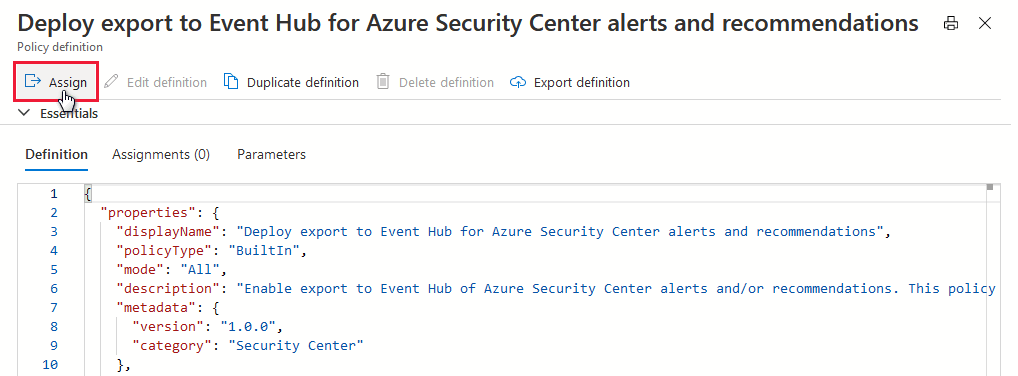 Deploy export to Event Hub for Azure Security Center alerts and recommendations
Policy definition
Assign Edit definition Duplicate definition Delete definition Export definition
Essentials
Definition Assignments (0) Parameters
1 {
2 "properties": {
3 "displayName": "Deploy export to Event Hub for Azure Security Center alerts and recommendations",
4 "policyType": "BuiltIn",
5 "mode": "All",
6 "description": "Enable export to Event Hub of Azure Security Center alerts and/or recommendations. This policy
7 "metadata": {
8 "version": "1.0.0",
9 "category": "Security Center"
10 },